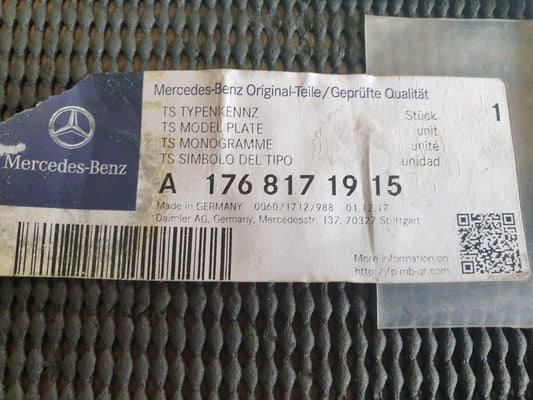 Mercedes-Benz
Mercedes-Benz Original-Teile/Geprüfte Qualität
TS TYPENKENNZ Stück 1
TS MODEL PLATE unit
TS MONOGRAMME unité
TS SIMBOLO DEL TIPO unidad
A 176 817 19 15
Made in GERMANY 0060/1712/988 01.12.17
Daimler AG, Germany, Mercedesstr. 137, 70327 Stuttgart
More information on
http://p.mb-qr.com